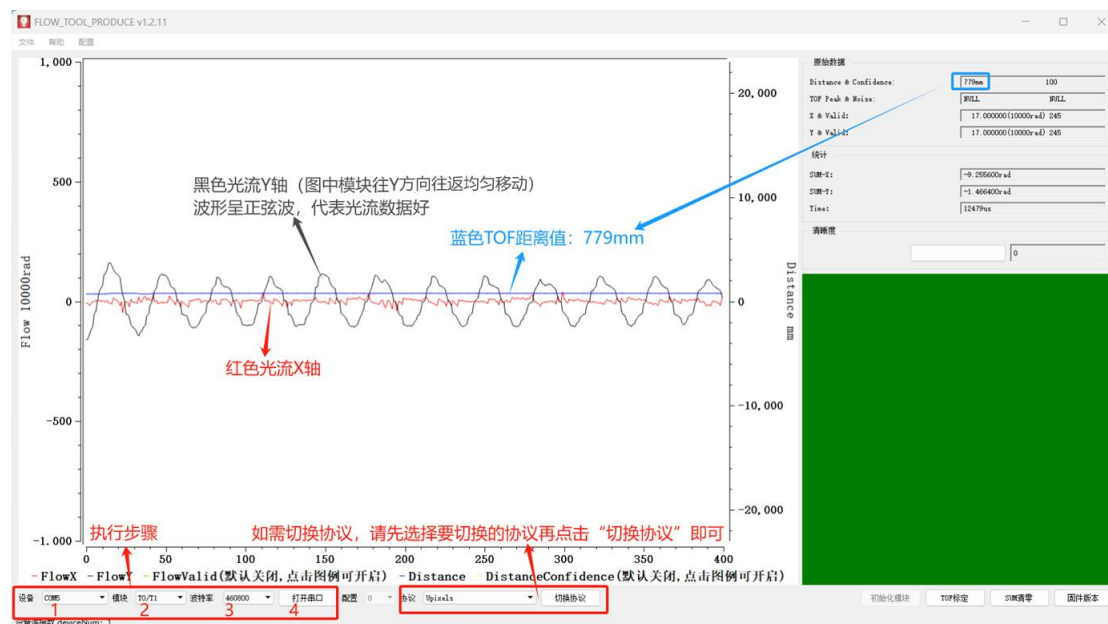 FLOW_TOOL_PRODUCE v1.2.11
文件 帮助 配置
原始数据
Distance & Confidence: 779mm 100
TOF Peak & Noise: NULL NULL
X & Valid: 17.000000(10000rad) 245
Y & Valid: 17.000000(10000rad) 245
统计
SUM-X: -9.255600rad
SUM-Y: -1.466400rad
Time: 12479us
清晰度
0
1,000
500
0
-500
-1.000
Flow 10000rad
20,000
10,000
0
-10,000
-20,000
Distance mm
黑色光流Y轴（图中模块往Y方向往返均匀移动）
波形呈正弦波，代表光流数据好
蓝色TOF距离值：779mm
红色光流X轴
执行步骤
如需切换协议，请先选择要切换的协议再点击“切换协议”即可
0 50 100 150 200 250 300 350 400
FlowX FlowY FlowValid(默认关闭,点击图例可开启) Distance DistanceConfidence(默认关闭,点击图例可开启)
设备 COM5 模块 T0/T1 波特率 460800 打开串口 配置 0 协议 Upixels 切换协议 初始化模块 TOF标定 SUM清零 固件版本
1 2 3 4